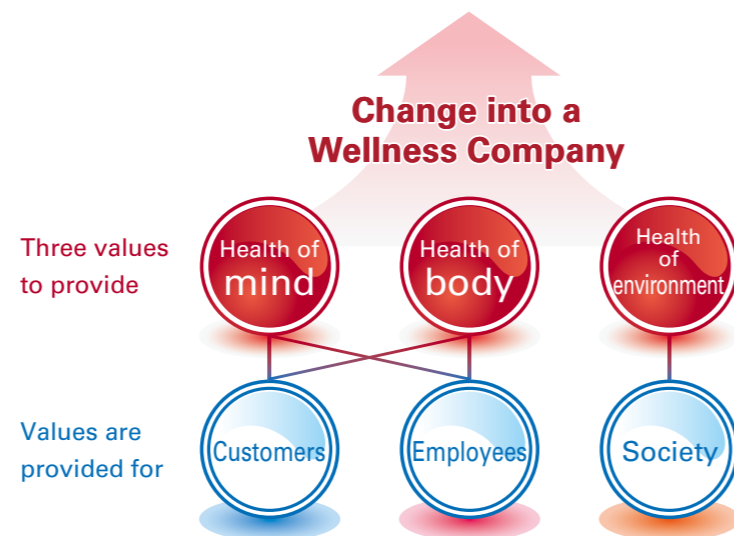 Change into a
Wellness Company
Three values
to provide
Health of
mind
Health of
body
Health
of
environment
Values are
provided for
Customers
Employees
Society